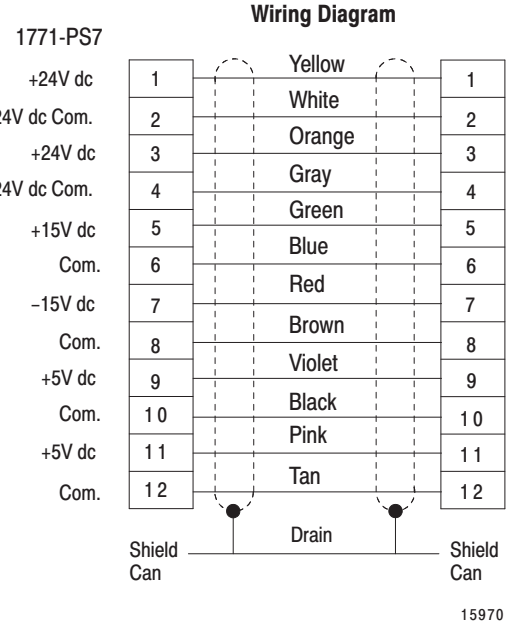 Wiring Diagram
1771-PS7
+24V dc 1 Yellow 1
24V dc Com. 2 White 2
+24V dc 3 Orange 3
24V dc Com. 4 Gray 4
+15V dc 5 Green 5
Com. 6 Blue 6
–15V dc 7 Red 7
Com. 8 Brown 8
+5V dc 9 Violet 9
Com. 10 Black 10
+5V dc 11 Pink 11
Com. 12 Tan 12
Shield Drain Shield
Can Can
15970